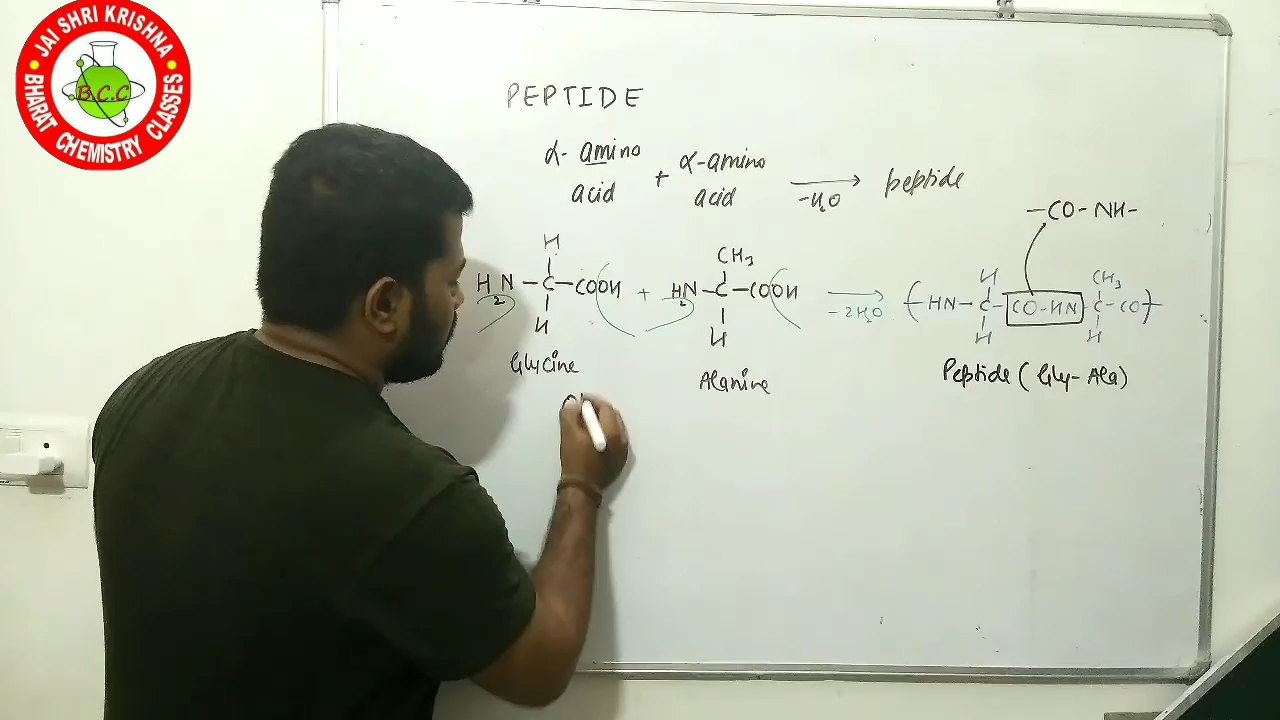 JAI SHRI KRISHNA
B.C.C
BHARAT CHEMISTRY CLASSES
PEPTIDE
α- amino acid + α-amino acid -H₂O → peptide
-CO-NH-
H CH₃ H CH₃
H₂N-C-COOH + H₂N-C-COOH -2H₂O → (HN-C-CO-HN-C-CO)
H H H H
Glycine Alanine Peptide (Gly-Ala)